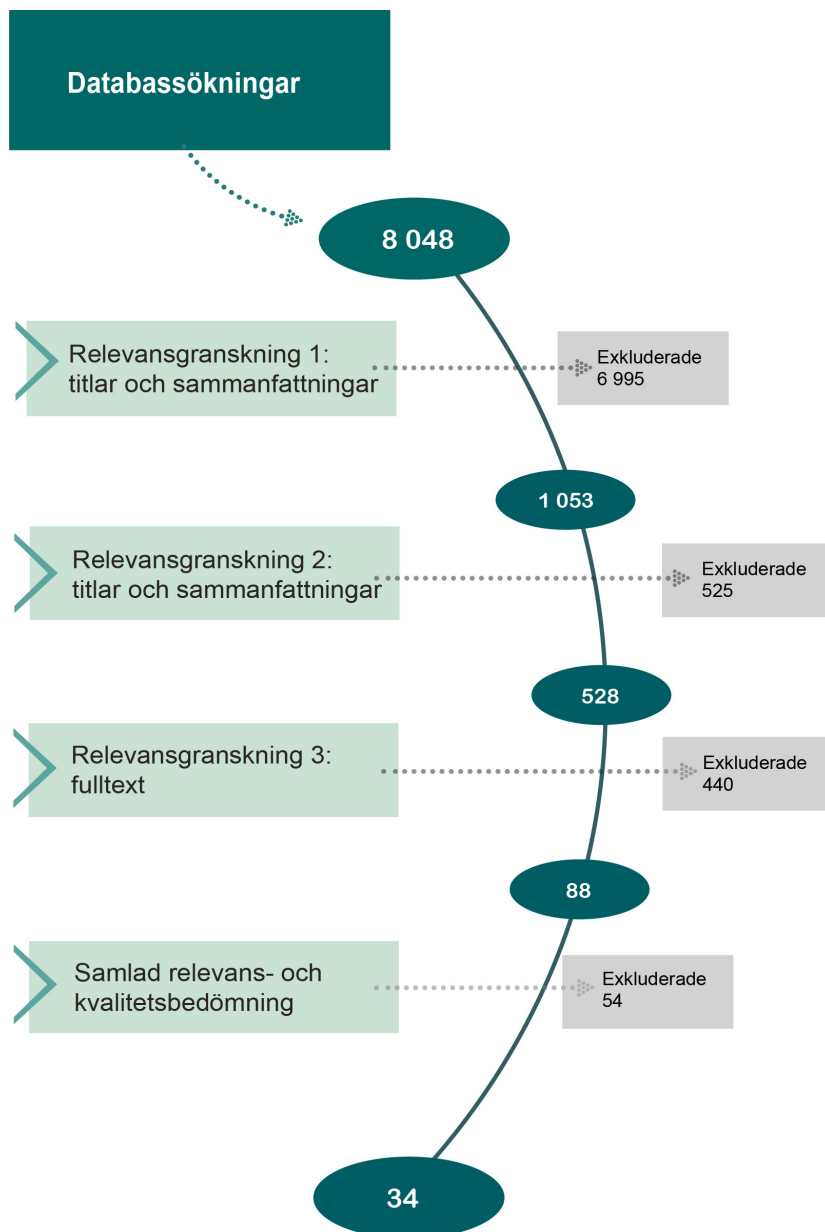 Databassökningar
8 048
Relevansgranskning 1:
titlar och sammanfattningar
Exkluderade
6 995
1 053
Relevansgranskning 2:
titlar och sammanfattningar
Exkluderade
525
528
Relevansgranskning 3:
fulltext
Exkluderade
440
88
Samlad relevans- och
kvalitetsbedömning
Exkluderade
54
34